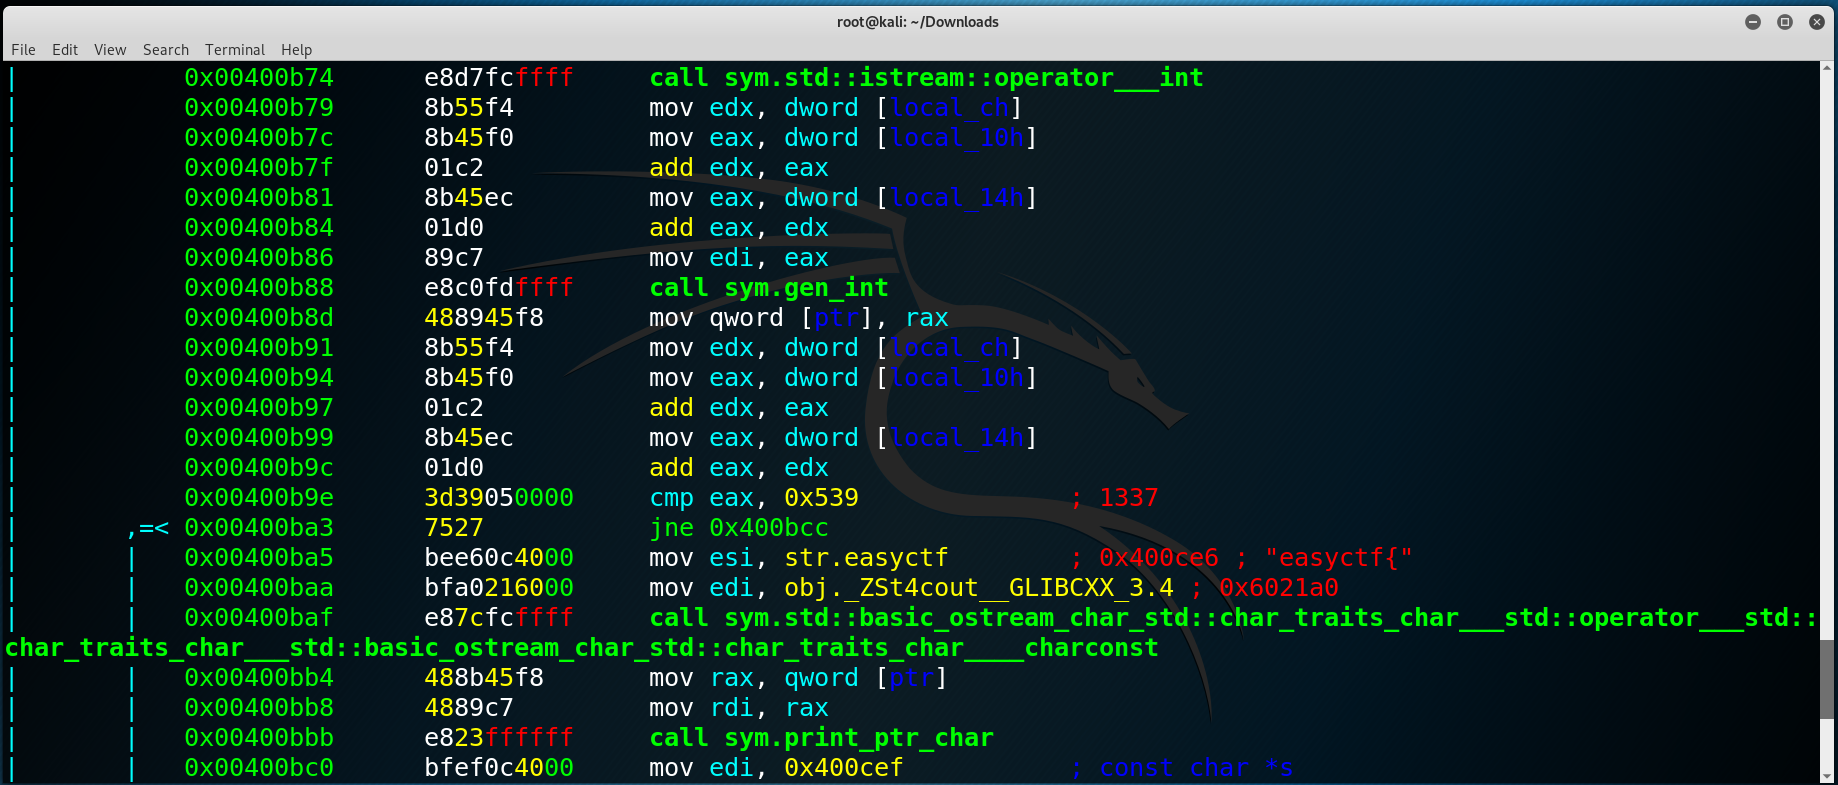 root@kali: ~/Downloads
File Edit View Search Terminal Help
| 0x00400b74 e8d7fcffff call sym.std::istream::operator___int
| 0x00400b79 8b55f4 mov edx, dword [local_ch]
| 0x00400b7c 8b45f0 mov eax, dword [local_10h]
| 0x00400b7f 01c2 add edx, eax
| 0x00400b81 8b45ec mov eax, dword [local_14h]
| 0x00400b84 01d0 add eax, edx
| 0x00400b86 89c7 mov edi, eax
| 0x00400b88 e8c0fdffff call sym.gen_int
| 0x00400b8d 488945f8 mov qword [ptr], rax
| 0x00400b91 8b55f4 mov edx, dword [local_ch]
| 0x00400b94 8b45f0 mov eax, dword [local_10h]
| 0x00400b97 01c2 add edx, eax
| 0x00400b99 8b45ec mov eax, dword [local_14h]
| 0x00400b9c 01d0 add eax, edx
| 0x00400b9e 3d39050000 cmp eax, 0x539 ; 1337
| ,=< 0x00400ba3 7527 jne 0x400bcc
| | 0x00400ba5 bee60c4000 mov esi, str.easyctf ; 0x400ce6 ; "easyctf{"
| | 0x00400baa bfa0216000 mov edi, obj._ZSt4cout__GLIBCXX_3.4 ; 0x6021a0
| | 0x00400baf e87cfcffff call sym.std::basic_ostream_char_std::char_traits_char___std::operator___std::
char_traits_char___std::basic_ostream_char_std::char_traits_char____charconst
| | 0x00400bb4 488b45f8 mov rax, qword [ptr]
| | 0x00400bb8 4889c7 mov rdi, rax
| | 0x00400bbb e823ffffff call sym.print_ptr_char
| | 0x00400bc0 bfef0c4000 mov edi, 0x400cef ; const char *s